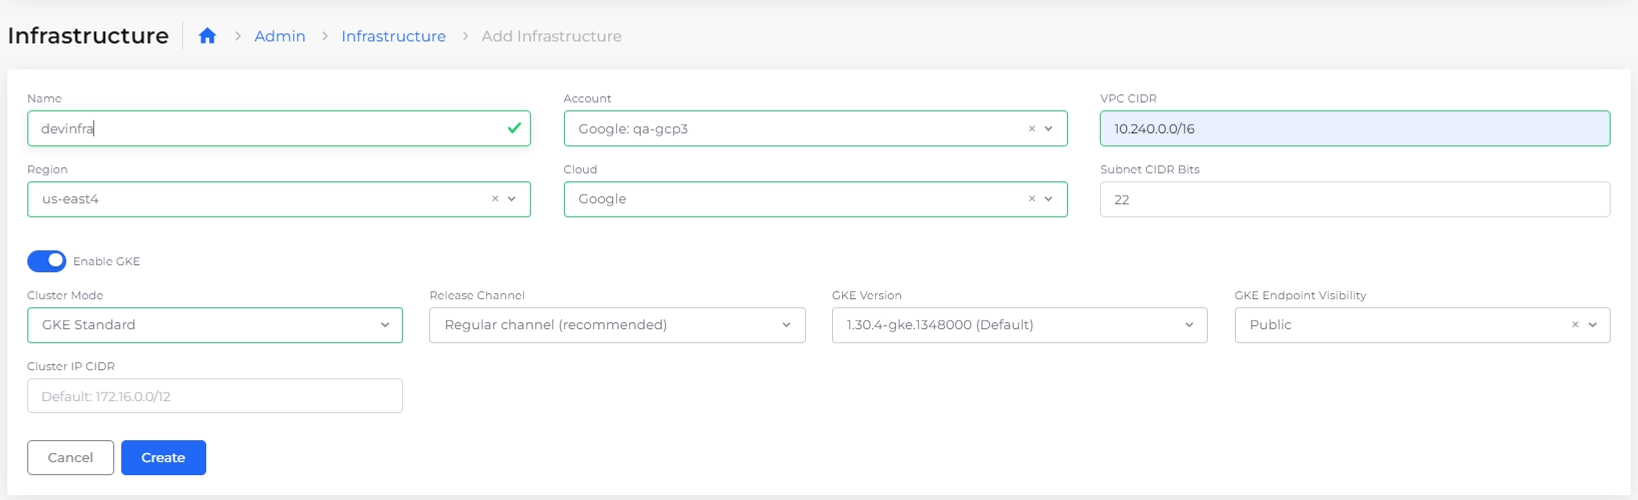 Infrastructure
Admin
Infrastructure
Add Infrastructure
Name
Account
VPC CIDR
devinfra
Google: qa-gcp3
10.240.0.0/16
Region
Cloud
Subnet CIDR Bits
us-east4
Google
22
Enable GKE
Cluster Mode
Release Channel
GKE Version
GKE Endpoint Visibility
GKE Standard
Regular channel (recommended)
1.30.4-gke.1348000 (Default)
Public
Cluster IP CIDR
Default: 172.16.0.0/12
Cancel
Create